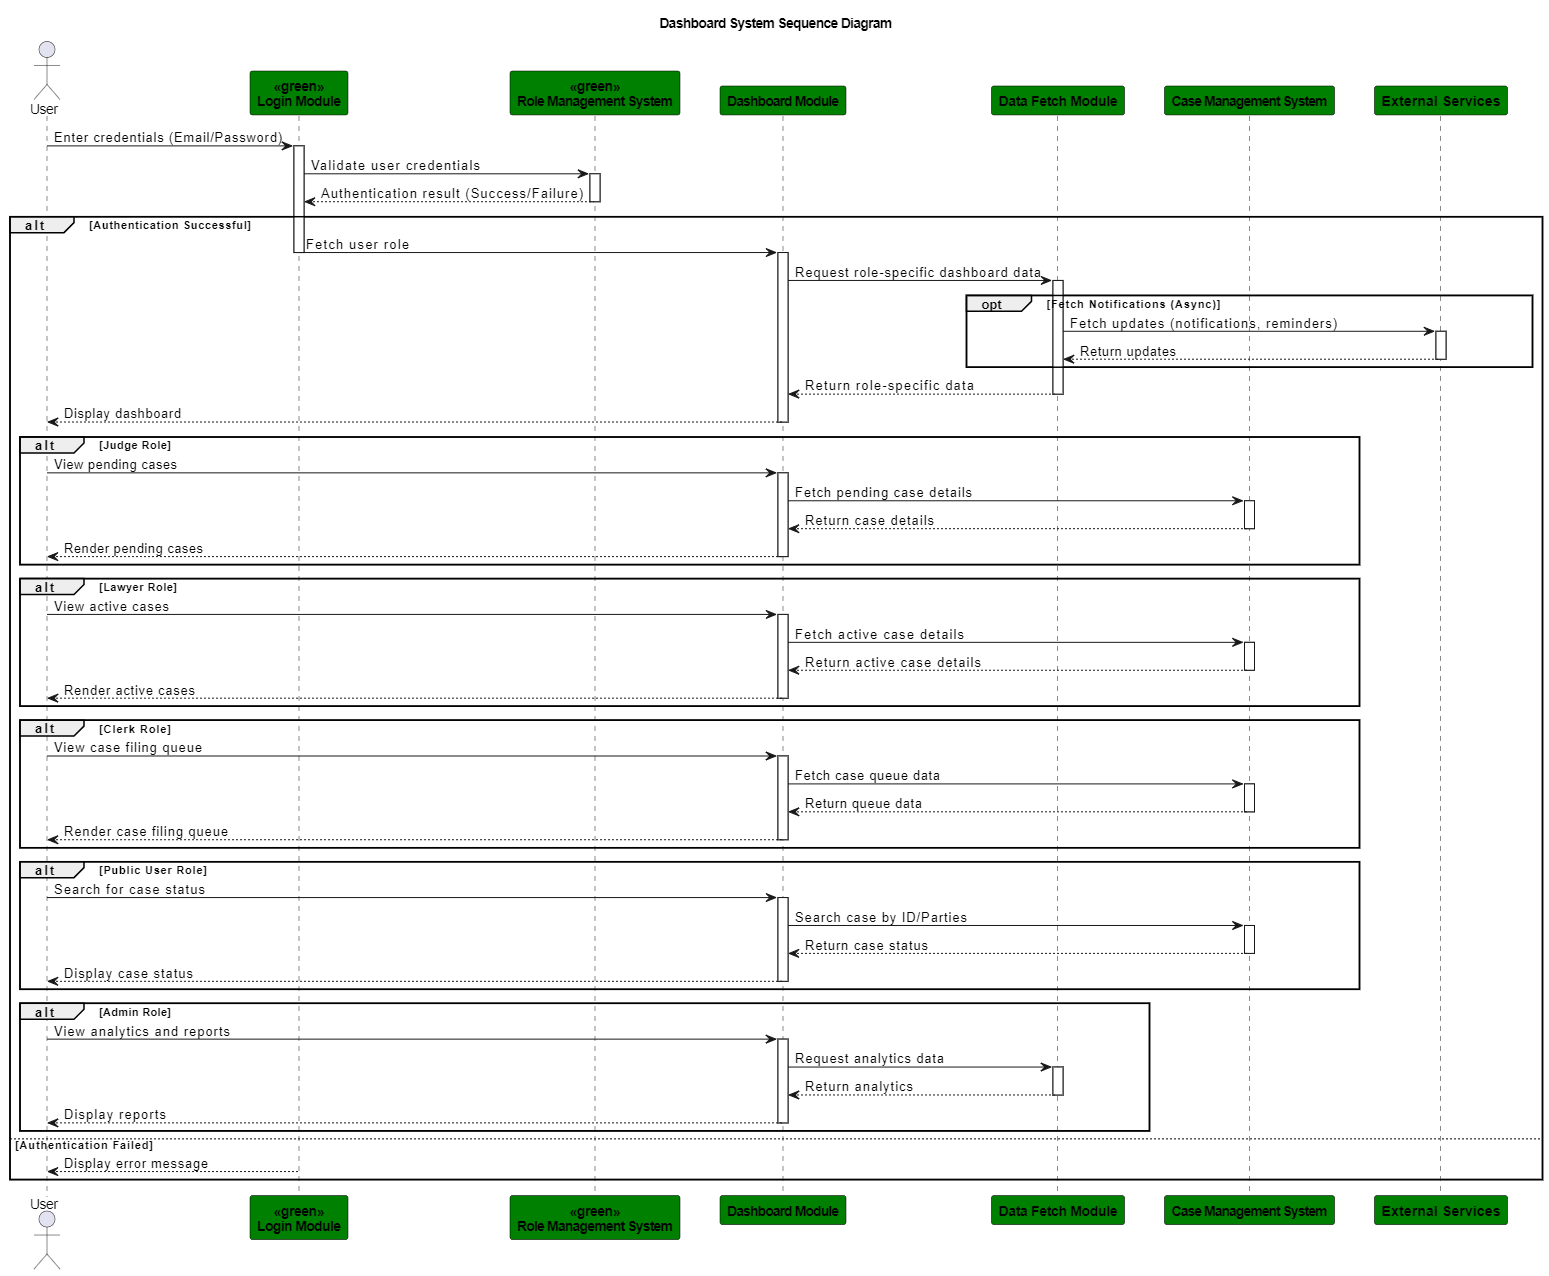 Dashboard System Sequence Diagram
User
«green»
Login Module
«green»
Role Management System
Dashboard Module
Data Fetch Module
Case Management System
External Services
Enter credentials (Email/Password)
Validate user credentials
Authentication result (Success/Failure)
alt
[Authentication Successful]
Fetch user role
Request role-specific dashboard data
opt
[Fetch Notifications (Async)]
Fetch updates (notifications, reminders)
Return updates
Return role-specific data
Display dashboard
alt
[Judge Role]
View pending cases
Fetch pending case details
Return case details
Render pending cases
alt
[Lawyer Role]
View active cases
Fetch active case details
Return active case details
Render active cases
alt
[Clerk Role]
View case filing queue
Fetch case queue data
Return queue data
Render case filing queue
alt
[Public User Role]
Search for case status
Search case by ID/Parties
Return case status
Display case status
alt
[Admin Role]
View analytics and reports
Request analytics data
Return analytics
Display reports
[Authentication Failed]
Display error message
User
«green»
Login Module
«green»
Role Management System
Dashboard Module
Data Fetch Module
Case Management System
External Services